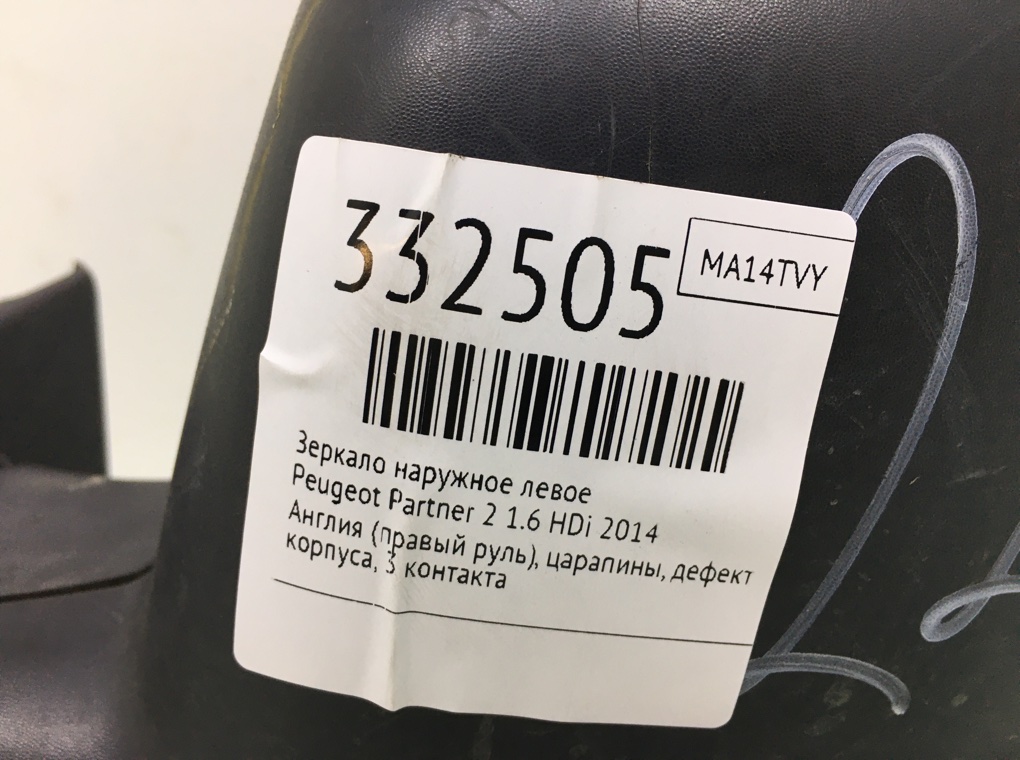 332505
MA14TVY
Зеркало наружное левое
Peugeot Partner 2 1.6 HDi 2014
Англия (правый руль), царапины, дефект
корпуса, 3 контакта